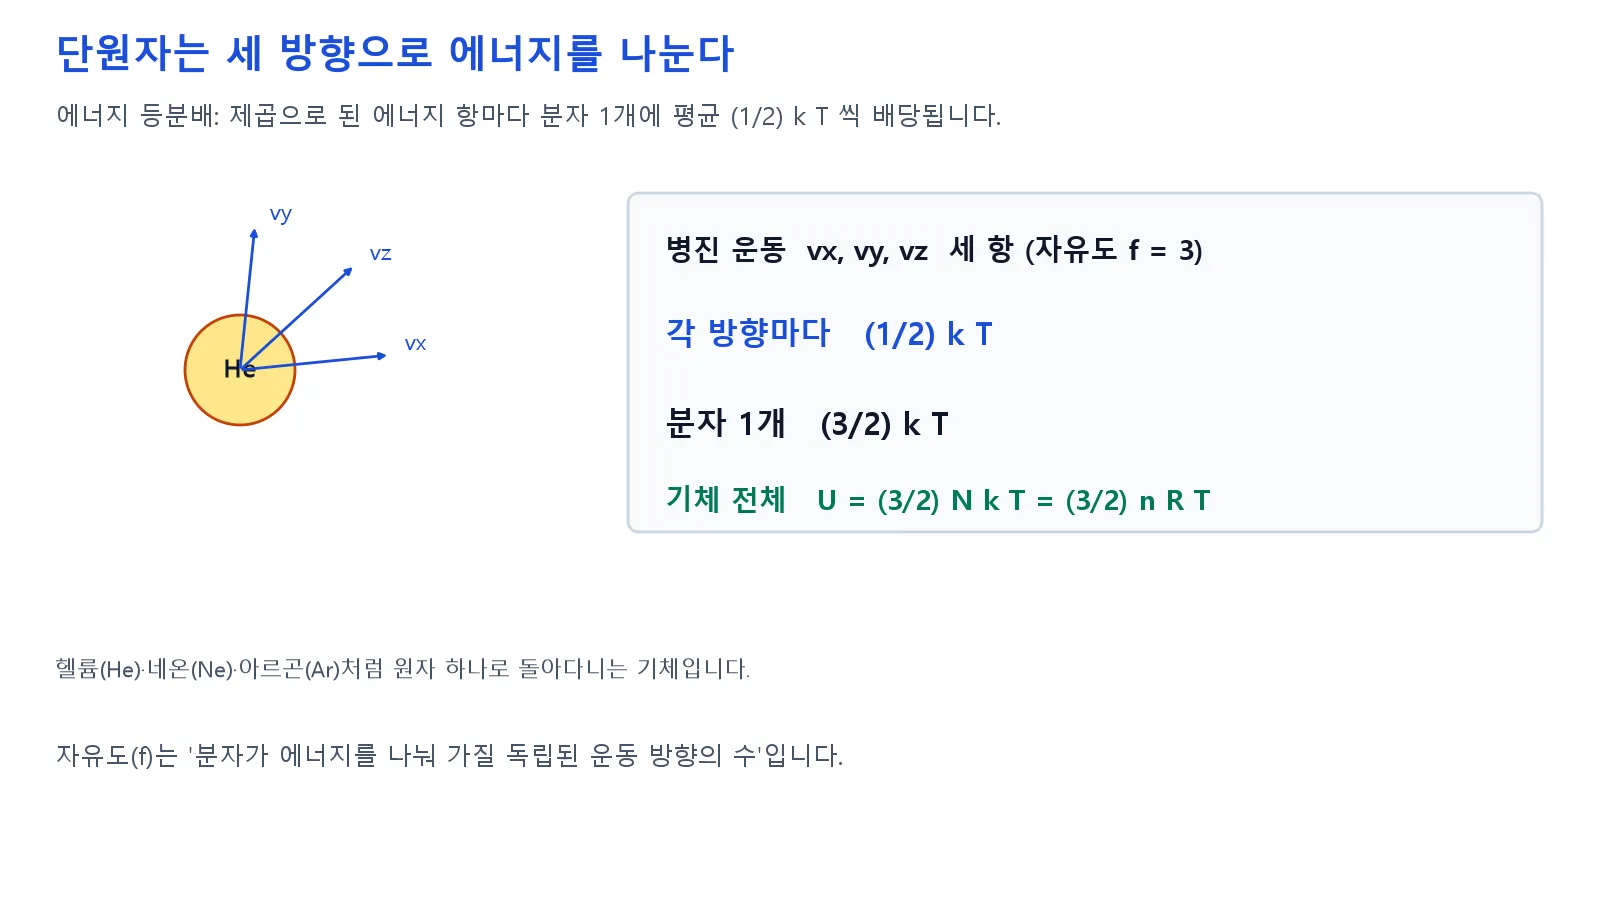 단원자는 세 방향으로 에너지를 나눈다
에너지 등분배: 제곱으로 된 에너지 항마다 분자 1개에 평균 (1/2) k T 씩 배당됩니다.
vy
vz
vx
He
병진 운동 vx, vy, vz 세 항 (자유도 f = 3)
각 방향마다 (1/2) k T
분자 1개 (3/2) k T
기체 전체 U = (3/2) N k T = (3/2) n R T
헬륨(He)·네온(Ne)·아르곤(Ar)처럼 원자 하나로 돌아다니는 기체입니다.
자유도(f)는 '분자가 에너지를 나눠 가질 독립된 운동 방향의 수'입니다.